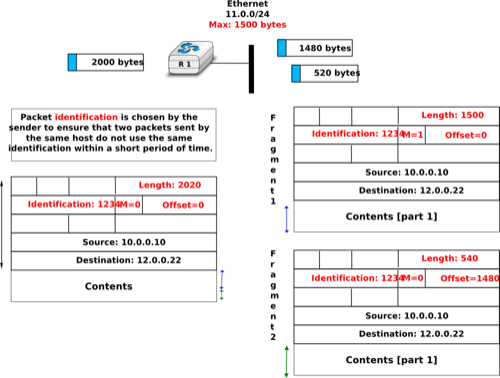 Ethernet
11.0.0/24
Max: 1500 bytes
2000 bytes
R 1
1480 bytes
520 bytes
Packet identification is chosen by the
sender to ensure that two packets sent by
the same host do not use the same
identification within a short period of time.
Length: 2020
Identification: 1234 M=0 Offset=0
Source: 10.0.0.10
Destination: 12.0.0.22
Contents
Fragment1
Length: 1500
Identification: 1234 M=1 Offset=0
Source: 10.0.0.10
Destination: 12.0.0.22
Contents [part 1]
Fragment2
Length: 540
Identification: 1234 M=0 Offset=1480
Source: 10.0.0.10
Destination: 12.0.0.22
Contents [part 1]